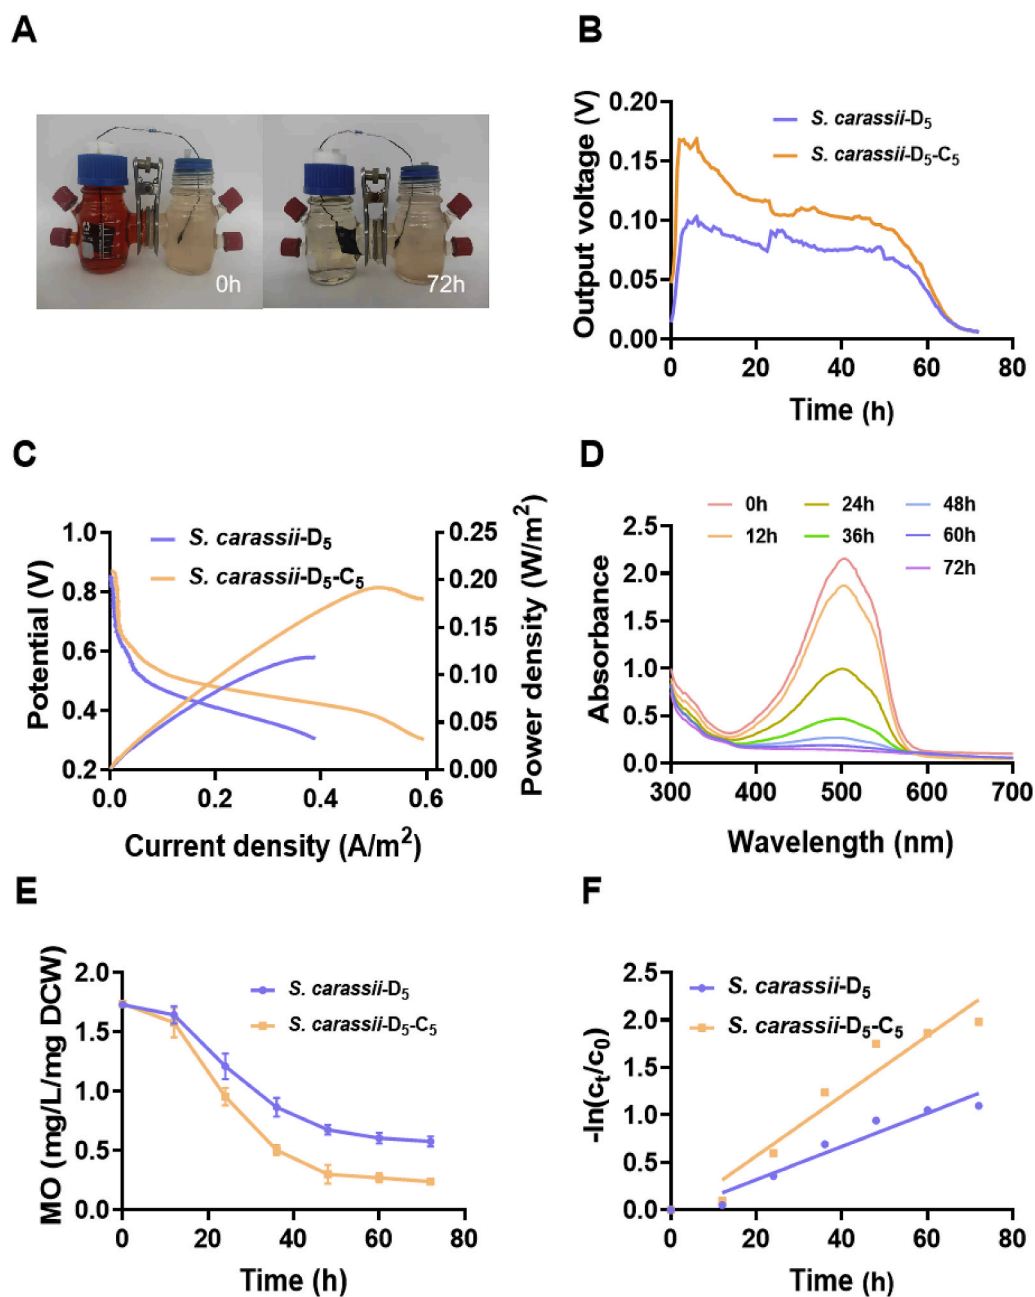 A
0h
72h
B
Output voltage (V)
0.20
0.15
0.10
0.05
0.00
S. carassii-D5
S. carassii-D5-C5
0 20 40 60 80
Time (h)
C
Potential (V)
1.0
0.8
0.6
0.4
0.2
S. carassii-D5
S. carassii-D5-C5
0.25
0.20
0.15
0.10
0.05
0.00
Power density (W/m2)
0.0 0.2 0.4 0.6
Current density (A/m2)
D
Absorbance
0h 24h 48h
12h 36h 60h
72h
2.5
2.0
1.5
1.0
0.5
0.0
300 400 500 600 700
Wavelength (nm)
E
MO (mg/L/mg DCW)
2.0
1.5
1.0
0.5
0.0
S. carassii-D5
S. carassii-D5-C5
0 20 40 60 80
Time (h)
F
-ln(ct/c0)
2.5
2.0
1.5
1.0
0.5
0.0
S. carassii-D5
S. carassii-D5-C5
0 20 40 60 80
Time (h)